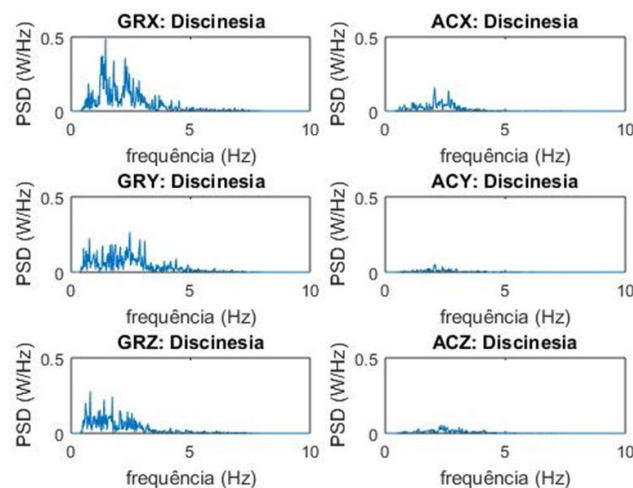 GRX: Discinesia
PSD (W/Hz)
0.5
0
0
5
10
frequência (Hz)
ACX: Discinesia
PSD (W/Hz)
0.5
0
0
5
10
frequência (Hz)
GRY: Discinesia
PSD (W/Hz)
0.5
0
0
5
10
frequência (Hz)
ACY: Discinesia
PSD (W/Hz)
0.5
0
0
5
10
frequência (Hz)
GRZ: Discinesia
PSD (W/Hz)
0.5
0
0
5
10
frequência (Hz)
ACZ: Discinesia
PSD (W/Hz)
0.5
0
0
5
10
frequência (Hz)